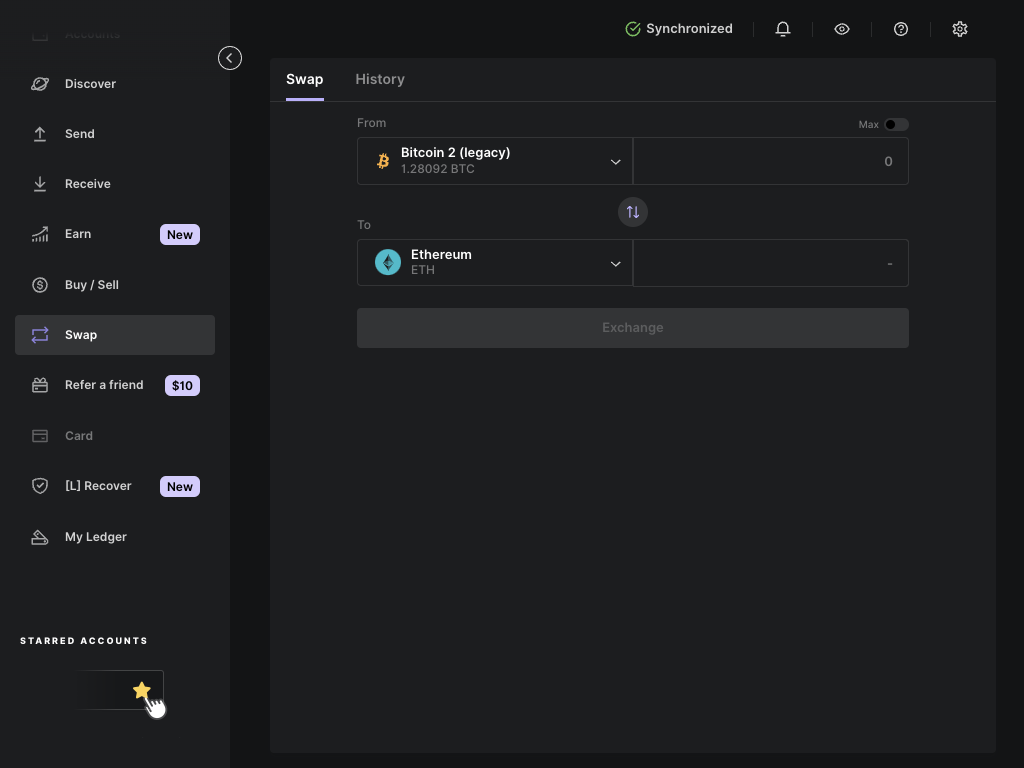 Accounts
Discover
Send
Receive
Earn New
Buy / Sell
Swap
Refer a friend $10
Card
[L] Recover New
My Ledger
STARRED ACCOUNTS
Synchronized
Swap History
From Max
Bitcoin 2 (legacy)
1.28092 BTC
0
To
Ethereum
ETH
-
Exchange